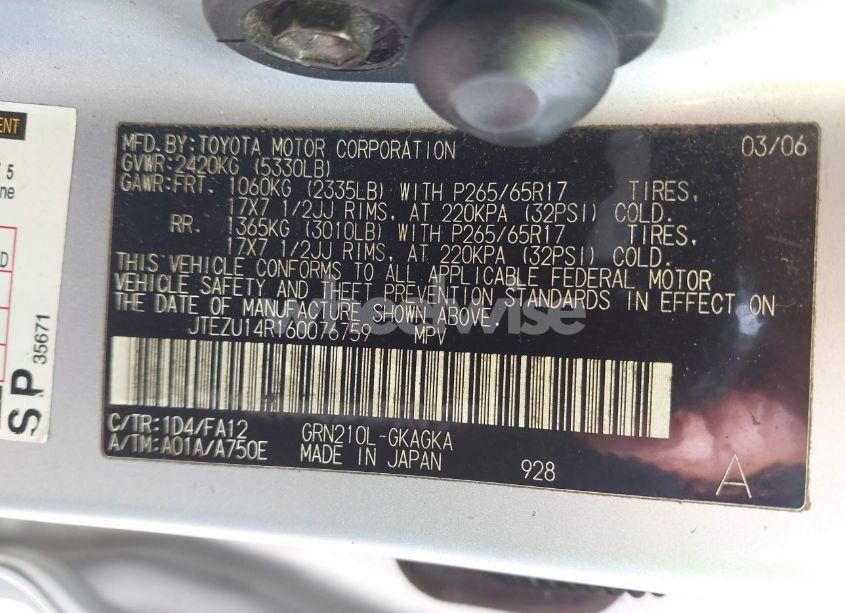 MFD. BY: TOYOTA MOTOR CORPORATION 03/06
GVWR: 2420KG (5330LB)
GAWR: FRT. 1060KG (2335LB) WITH P265/65R17 TIRES,
17X7 1/2JJ RIMS, AT 220KPA (32PSI) COLD.
RR. 1365KG (3010LB) WITH P265/65R17 TIRES,
17X7 1/2JJ RIMS, AT 220KPA (32PSI) COLD.
THIS VEHICLE CONFORMS TO ALL APPLICABLE FEDERAL MOTOR
VEHICLE SAFETY AND THEFT PREVENTION STANDARDS IN EFFECT ON
THE DATE OF MANUFACTURE SHOWN ABOVE.
JTEZU14R160076759 MPV
C/TR: 1D4/FA12 GRN210L-GKAGKA
A/TM: A01A/A750E MADE IN JAPAN 928 A
SP 35671
wheelwise